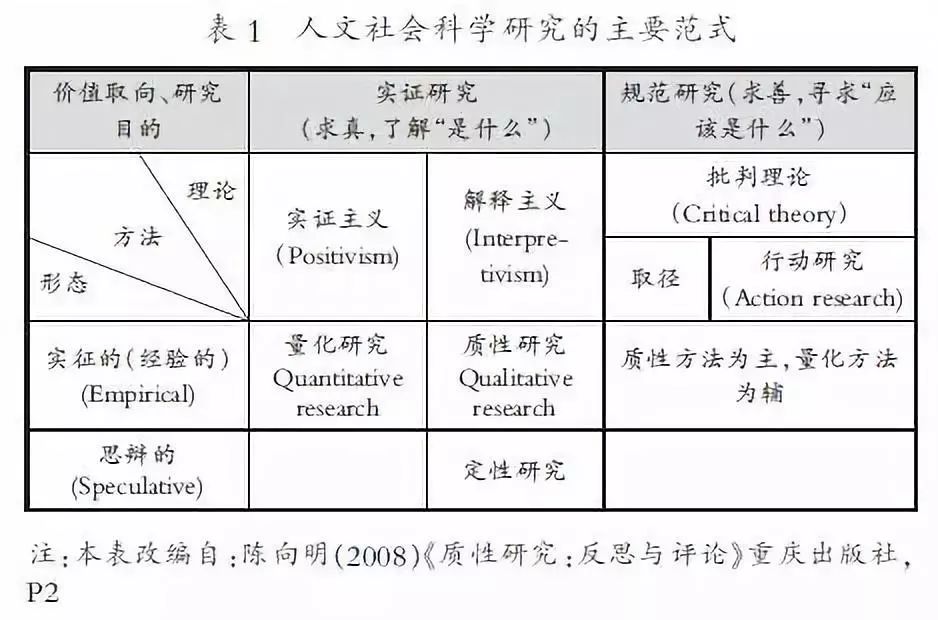 表1 人文社会科学研究的主要范式
价值取向、研究
目的
实证研究
(求真,了解“是什么”)
规范研究(求善,寻求“应
该是什么”)
理论
方法
形态
实证主义
(Positivism)
解释主义
(Interpre-
tivism)
批判理论
(Critical theory)
取径
行动研究
(Action research)
实征的(经验的)
(Empirical)
量化研究
Quantitative
research
质性研究
Qualitative
research
质性方法为主,量化方法
为辅
思辩的
(Speculative)
定性研究
注:本表改编自:陈向明(2008)《质性研究:反思与评论》重庆出版社,
P2